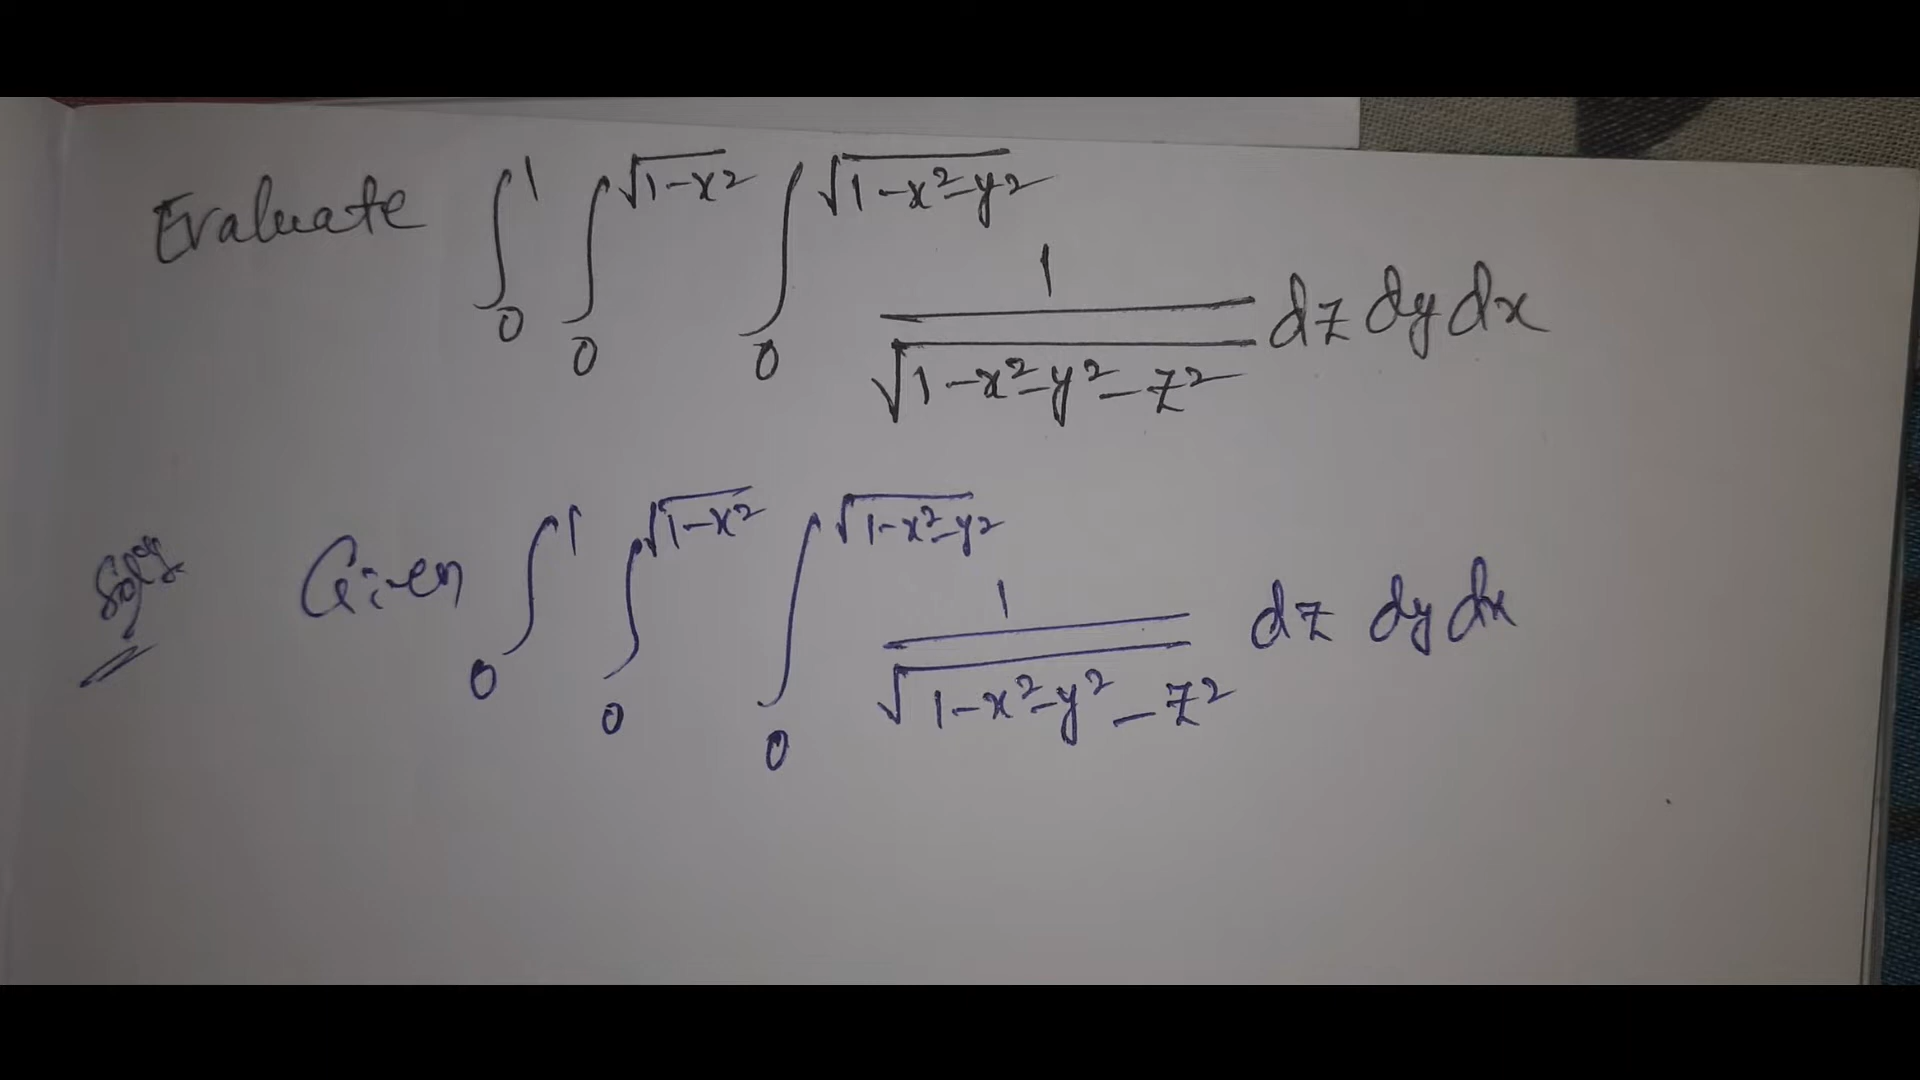 Evaluate ∫₀¹ ∫₀^√(1-x²) ∫₀^√(1-x²-y²) 1/√(1-x²-y²-z²) dz dy dx
Soln Given ∫₀¹ ∫₀^√(1-x²) ∫₀^√(1-x²-y²) 1/√(1-x²-y²-z²) dz dy dx